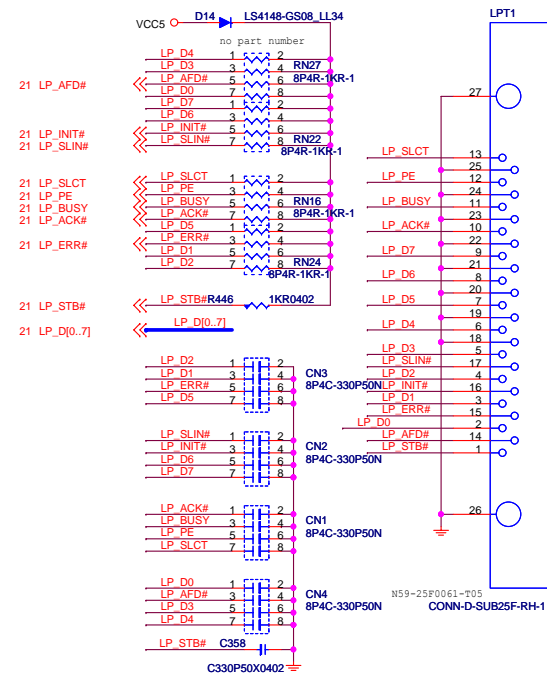 D14 LS4148-GS08_LL34
VCC5
no part number
LP_D4 1 2
LP_D3 3 4 RN27
21 LP_AFD# LP_AFD# 5 6 8P4R-1KR-1
LP_D0 7 8
LP_D7 1 2
LP_D6 3 4
21 LP_INIT# LP_INIT# 5 6 RN22
21 LP_SLIN# LP_SLIN# 7 8 8P4R-1KR-1
21 LP_SLCT LP_SLCT 1 2
21 LP_PE LP_PE 3 4
21 LP_BUSY LP_BUSY 5 6 RN16
21 LP_ACK# LP_ACK# 7 8 8P4R-1KR-1
LP_D5 1 2
21 LP_ERR# LP_ERR# 3 4
LP_D1 5 6 RN24
LP_D2 7 8 8P4R-1KR-1
21 LP_STB# LP_STB# R446 1KR0402
21 LP_D[0..7] LP_D[0..7]
LP_D2 1 2
LP_D1 3 4 CN3
LP_ERR# 5 6 8P4C-330P50N
LP_D5 7 8
LP_SLIN# 1 2
LP_INIT# 3 4 CN2
LP_D6 5 6 8P4C-330P50N
LP_D7 7 8
LP_ACK# 1 2
LP_BUSY 3 4 CN1
LP_PE 5 6 8P4C-330P50N
LP_SLCT 7 8
LP_D0 1 2
LP_AFD# 3 4 CN4
LP_D3 5 6 8P4C-330P50N
LP_D4 7 8
LP_STB# C358
C330P50X0402
LPT1
27
LP_SLCT 13
25
LP_PE 12
24
LP_BUSY 11
23
LP_ACK# 10
22
LP_D7 9
21
LP_D6 8
20
LP_D5 7
19
LP_D4 6
18
LP_D3 5
LP_SLIN# 17
LP_D2 4
LP_INIT# 16
LP_D1 3
LP_ERR# 15
LP_D0 2
LP_AFD# 14
LP_STB# 1
26
N59-25F0061-T05
CONN-D-SUB25F-RH-1